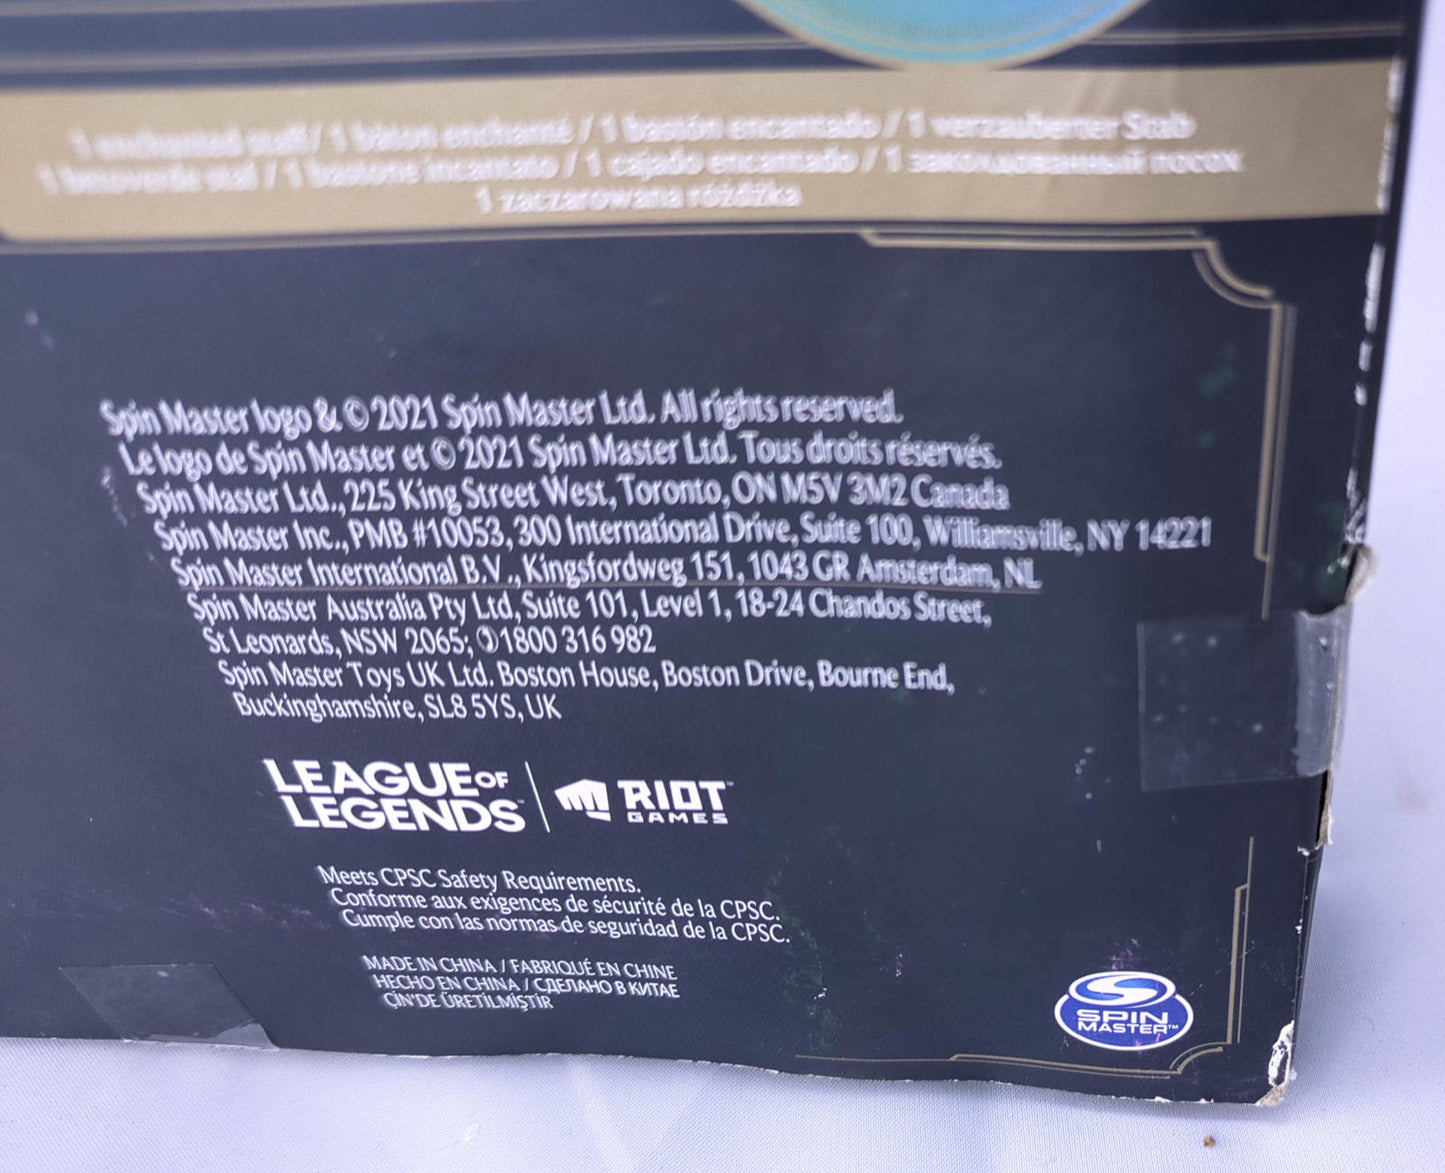 1 enchanted staff / 1 bâton enchanté / 1 bastón encantado / 1 verzauberter Stab
1 betoverde staf / 1 bastone incantato / 1 cajado encantado / 1 заколдованный посох
1 zaczarowana różdżka
Spin Master logo & © 2021 Spin Master Ltd. All rights reserved.
Le logo de Spin Master et © 2021 Spin Master Ltd. Tous droits réservés.
Spin Master Ltd., 225 King Street West, Toronto, ON M5V 3M2 Canada
Spin Master Inc., PMB #10053, 300 International Drive, Suite 100, Williamsville, NY 14221
Spin Master International B.V., Kingsfordweg 151, 1043 GR Amsterdam, NL
Spin Master Australia Pty Ltd, Suite 101, Level 1, 18-24 Chandos Street,
St Leonards, NSW 2065; ✆ 1800 316 982
Spin Master Toys UK Ltd. Boston House, Boston Drive, Bourne End,
Buckinghamshire, SL8 5YS, UK
LEAGUE OF
LEGENDS™
RIOT™
GAMES
Meets CPSC Safety Requirements.
Conforme aux exigences de sécurité de la CPSC.
Cumple con las normas de seguridad de la CPSC.
MADE IN CHINA / FABRIQUÉ EN CHINE
HECHO EN CHINA / СДЕЛАНО В КИТАЕ
ÇİN'DE ÜRETİLMİŞTİR
SPIN
MASTER™